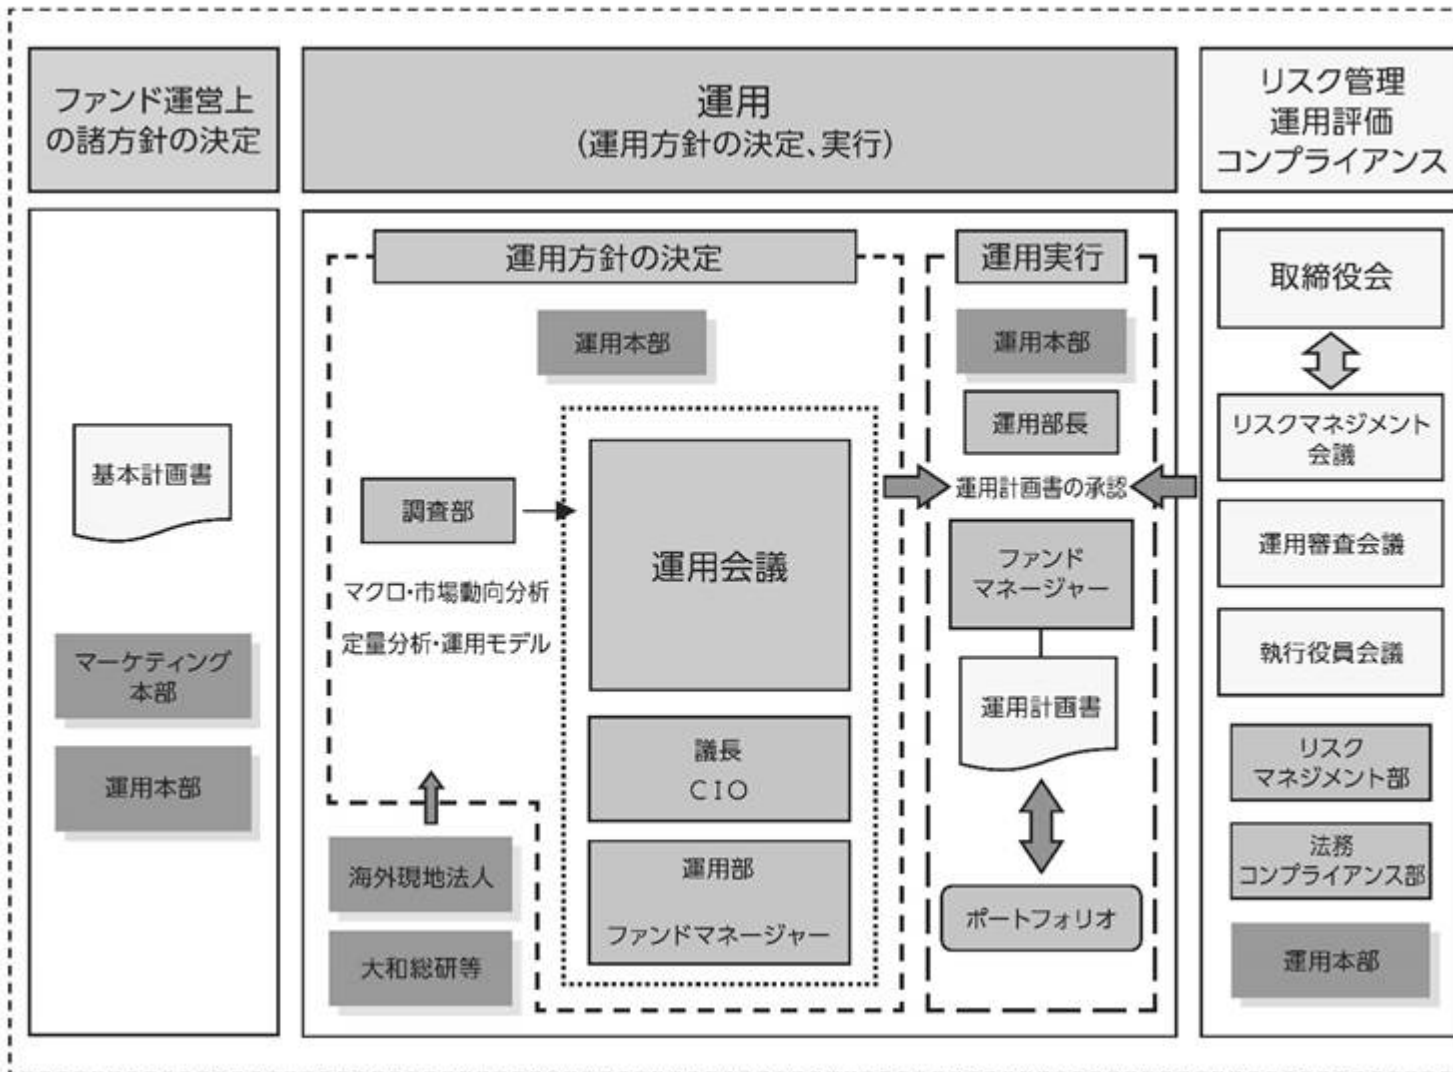 ファンド運営上
の諸方針の決定
運用
(運用方針の決定、実行)
リスク管理
運用評価
コンプライアンス
基本計画書
マーケティング
本部
運用本部
運用方針の決定
運用本部
調査部
マクロ・市場動向分析
定量分析・運用モデル
運用会議
議長
CIO
運用部
ファンドマネージャー
海外現地法人
大和総研等
運用実行
運用本部
運用部長
運用計画書の承認
ファンド
マネージャー
運用計画書
ポートフォリオ
取締役会
リスクマネジメント
会議
運用審査会議
執行役員会議
リスク
マネジメント部
法務
コンプライアンス部
運用本部